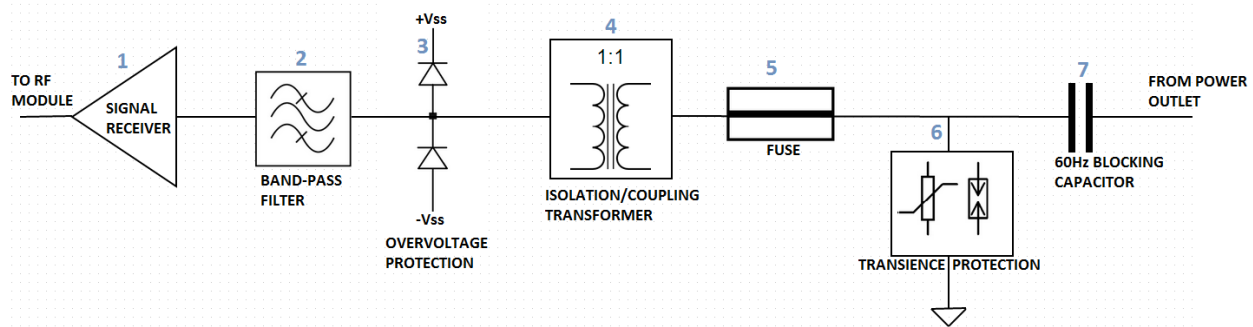 1
TO RF
MODULE
SIGNAL
RECEIVER
2
BAND-PASS
FILTER
+Vss
3
-Vss
OVERVOLTAGE
PROTECTION
4
1:1
ISOLATION/COUPLING
TRANSFORMER
5
FUSE
6
TRANSIENCE PROTECTION
7
60Hz BLOCKING
CAPACITOR
FROM POWER
OUTLET